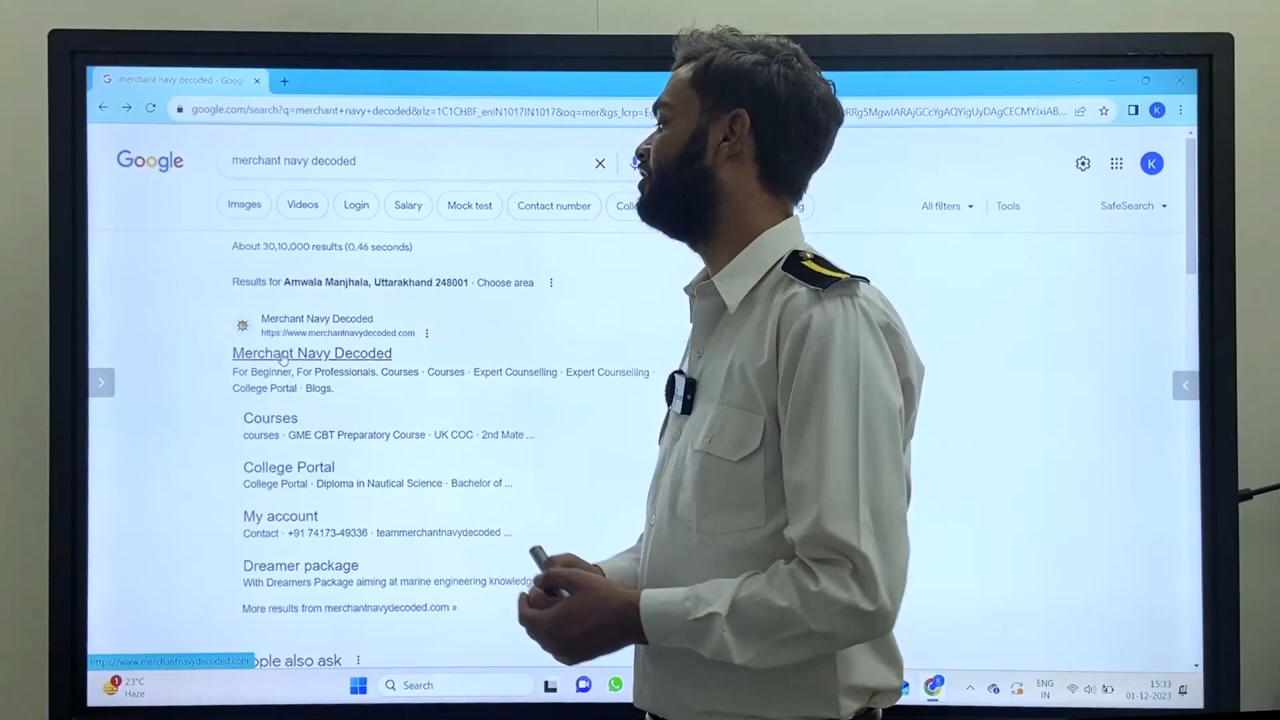 merchant navy decoded - Goog
google.com/search?q=merchant+navy+decoded&rlz=1C1CHBF_enIN1017IN1017&oq=mer&gs_lcrp=E
Google
merchant navy decoded
K
K
Images
Videos
Login
Salary
Mock test
Contact number
All filters
Tools
SafeSearch
About 30,10,000 results (0.46 seconds)
Results for Amwala Manjhala, Uttarakhand 248001 · Choose area
Merchant Navy Decoded
https://www.merchantnavydecoded.com
Merchant Navy Decoded
For Beginner, For Professionals. Courses · Courses · Expert Counselling · Expert Counselling ·
College Portal · Blogs.
Courses
courses · GME CBT Preparatory Course · UK COC · 2nd Mate ...
College Portal
College Portal · Diploma in Nautical Science · Bachelor of ...
My account
Contact · +91 74173-49336 · teammerchantnavydecoded ...
Dreamer package
With Dreamers Package aiming at marine engineering
More results from merchantnavydecoded.com »
ople also ask
https://www.merchantnavydecoded.com
1
23°C
Haze
Search
ENG
IN
15:33
01-12-2023